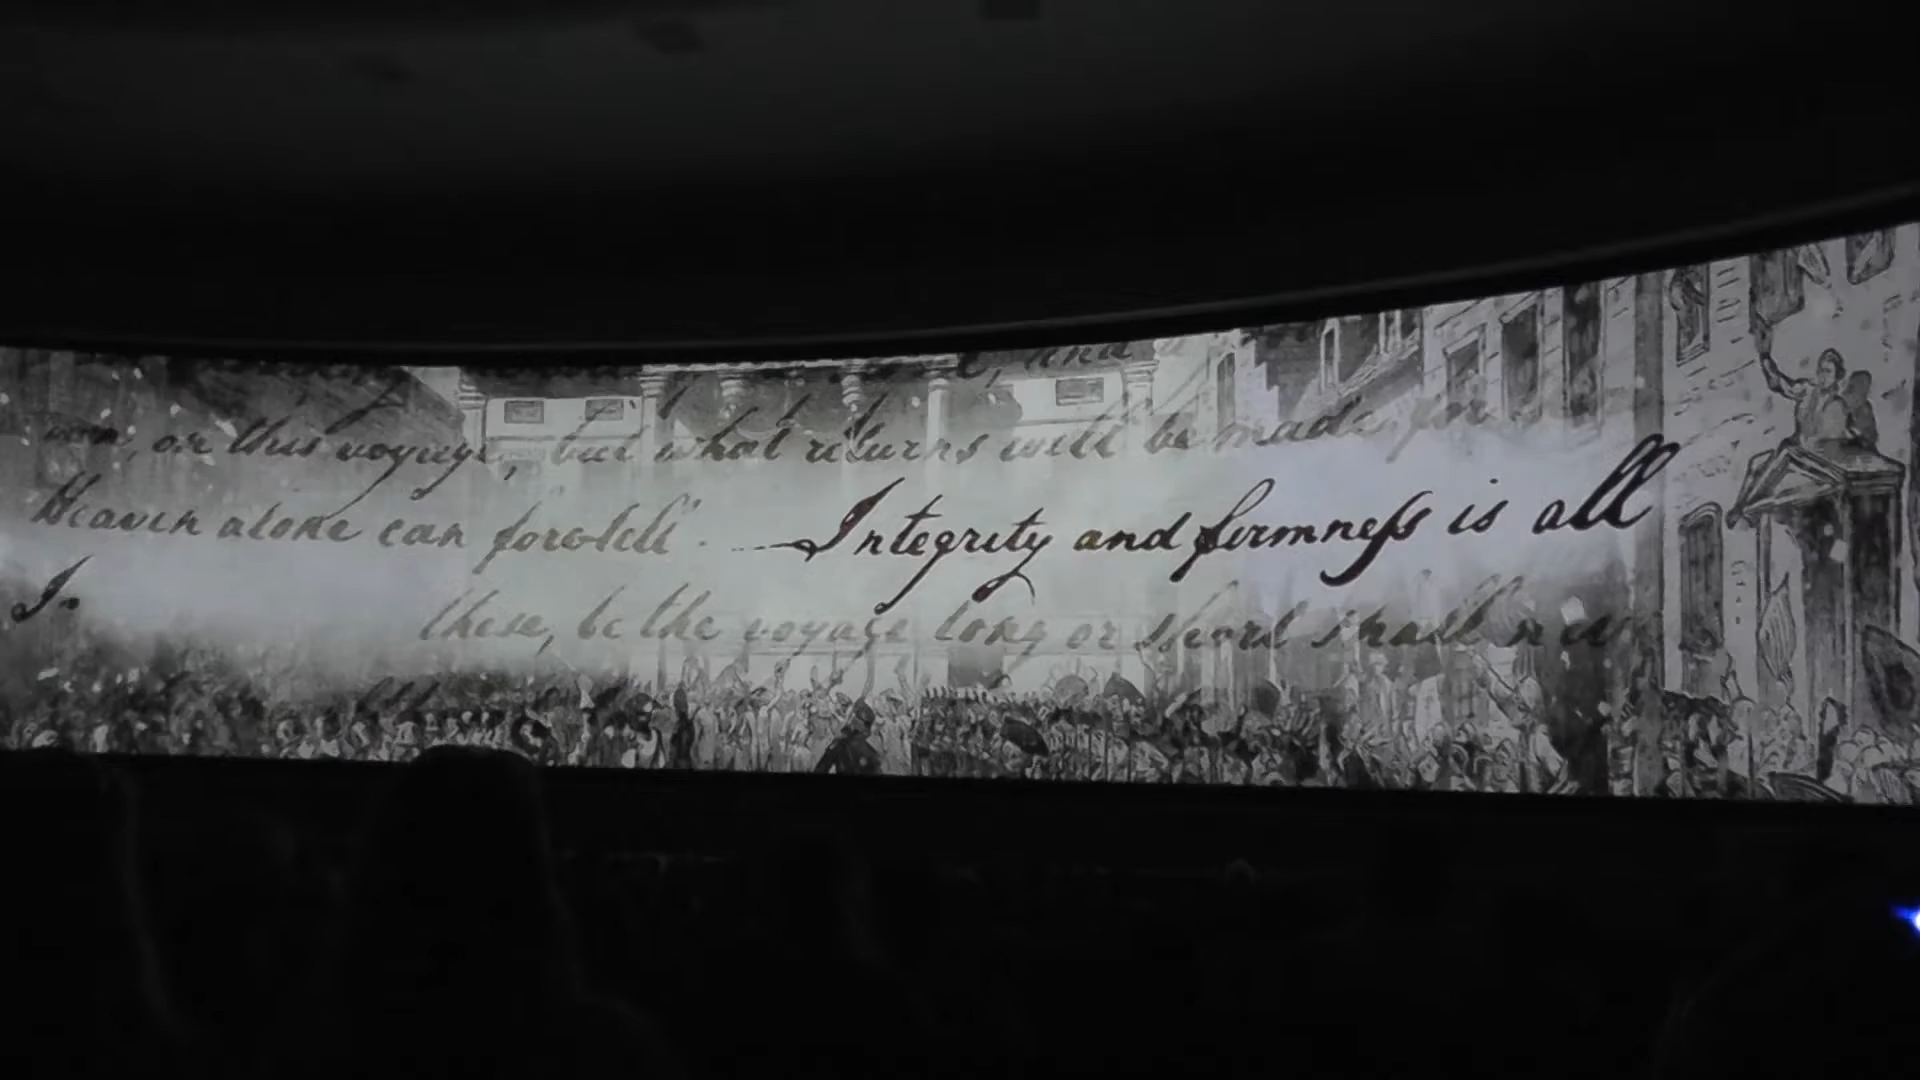 and
on this voyage, but what returns will be made for
Heaven alone can foretell. Integrity and firmneſs is all
I
these, be the voyage long or short shall